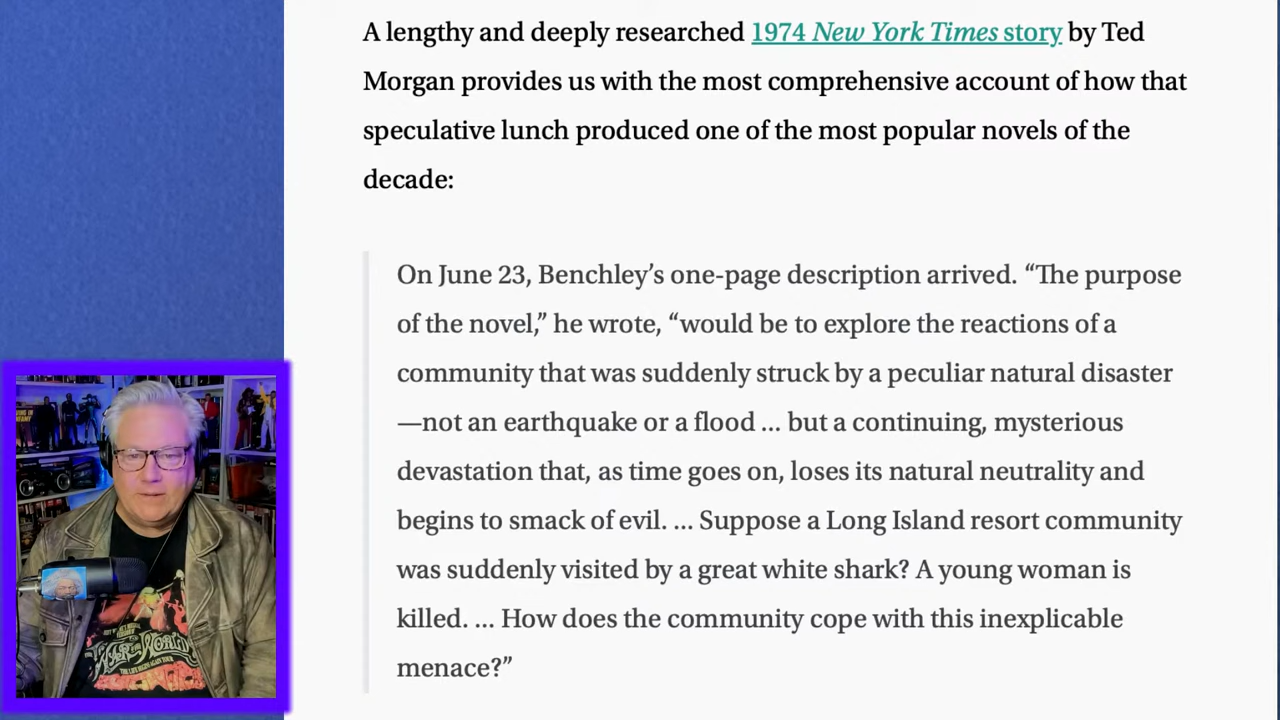 A lengthy and deeply researched 1974 New York Times story by Ted
Morgan provides us with the most comprehensive account of how that
speculative lunch produced one of the most popular novels of the
decade:
On June 23, Benchley’s one-page description arrived. “The purpose
of the novel,” he wrote, “would be to explore the reactions of a
community that was suddenly struck by a peculiar natural disaster
—not an earthquake or a flood ... but a continuing, mysterious
devastation that, as time goes on, loses its natural neutrality and
begins to smack of evil. ... Suppose a Long Island resort community
was suddenly visited by a great white shark? A young woman is
killed. ... How does the community cope with this inexplicable
menace?”
THE
WAR OF THE
WORLDS